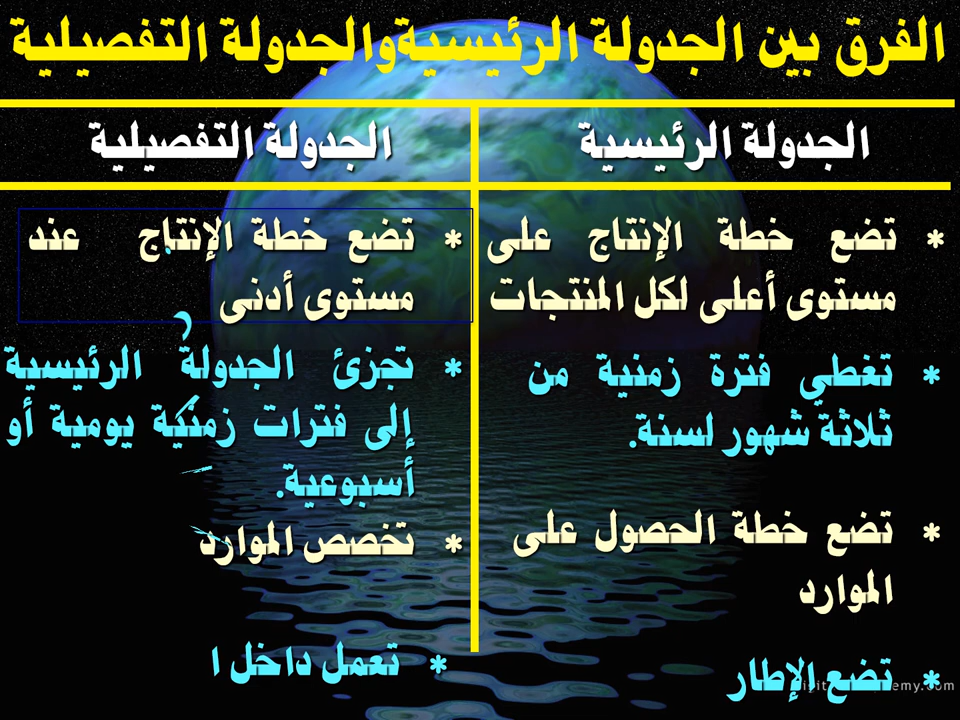 الفرق بين الجدولة الرئيسيةوالجدولة التفصيلية
الجدولة الرئيسية
* تضع خطة الإنتاج على
مستوى أعلى لكل المنتجات
* تغطي فترة زمنية من
ثلاثة شهور لسنة.
* تضع خطة الحصول على
الموارد
* تضع الإطار
الجدولة التفصيلية
* تضع خطة الإنتاج عند
مستوى أدنى
* تجزئ الجدولة الرئيسية
إلى فترات زمنية يومية أو
أسبوعية.
* تخصص الموارد
* تعمل داخل ا